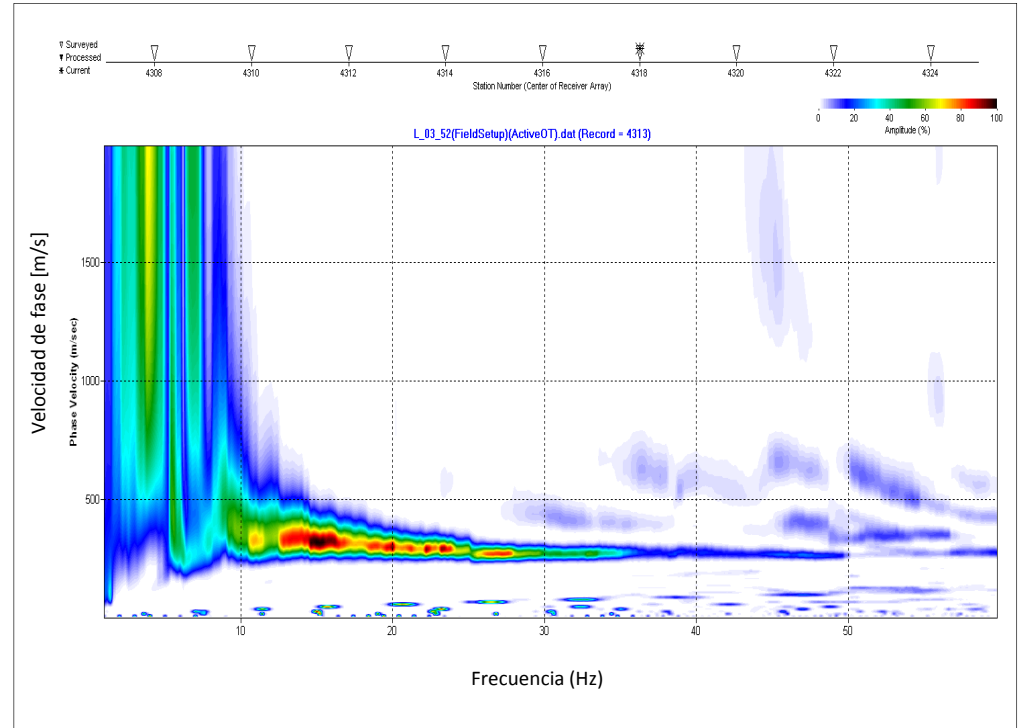 ▽ Surveyed
▼ Processed
✳ Current
4308 4310 4312 4314 4316 4318 4320 4322 4324
Station Number (Center of Receiver Array)
0 20 40 60 80 100
Amplitude (%)
L_03_52(FieldSetup)(ActiveOT).dat (Record = 4313)
Velocidad de fase [m/s]
Phase Velocity (m/sec)
1500
1000
500
10 20 30 40 50
Frecuencia (Hz)